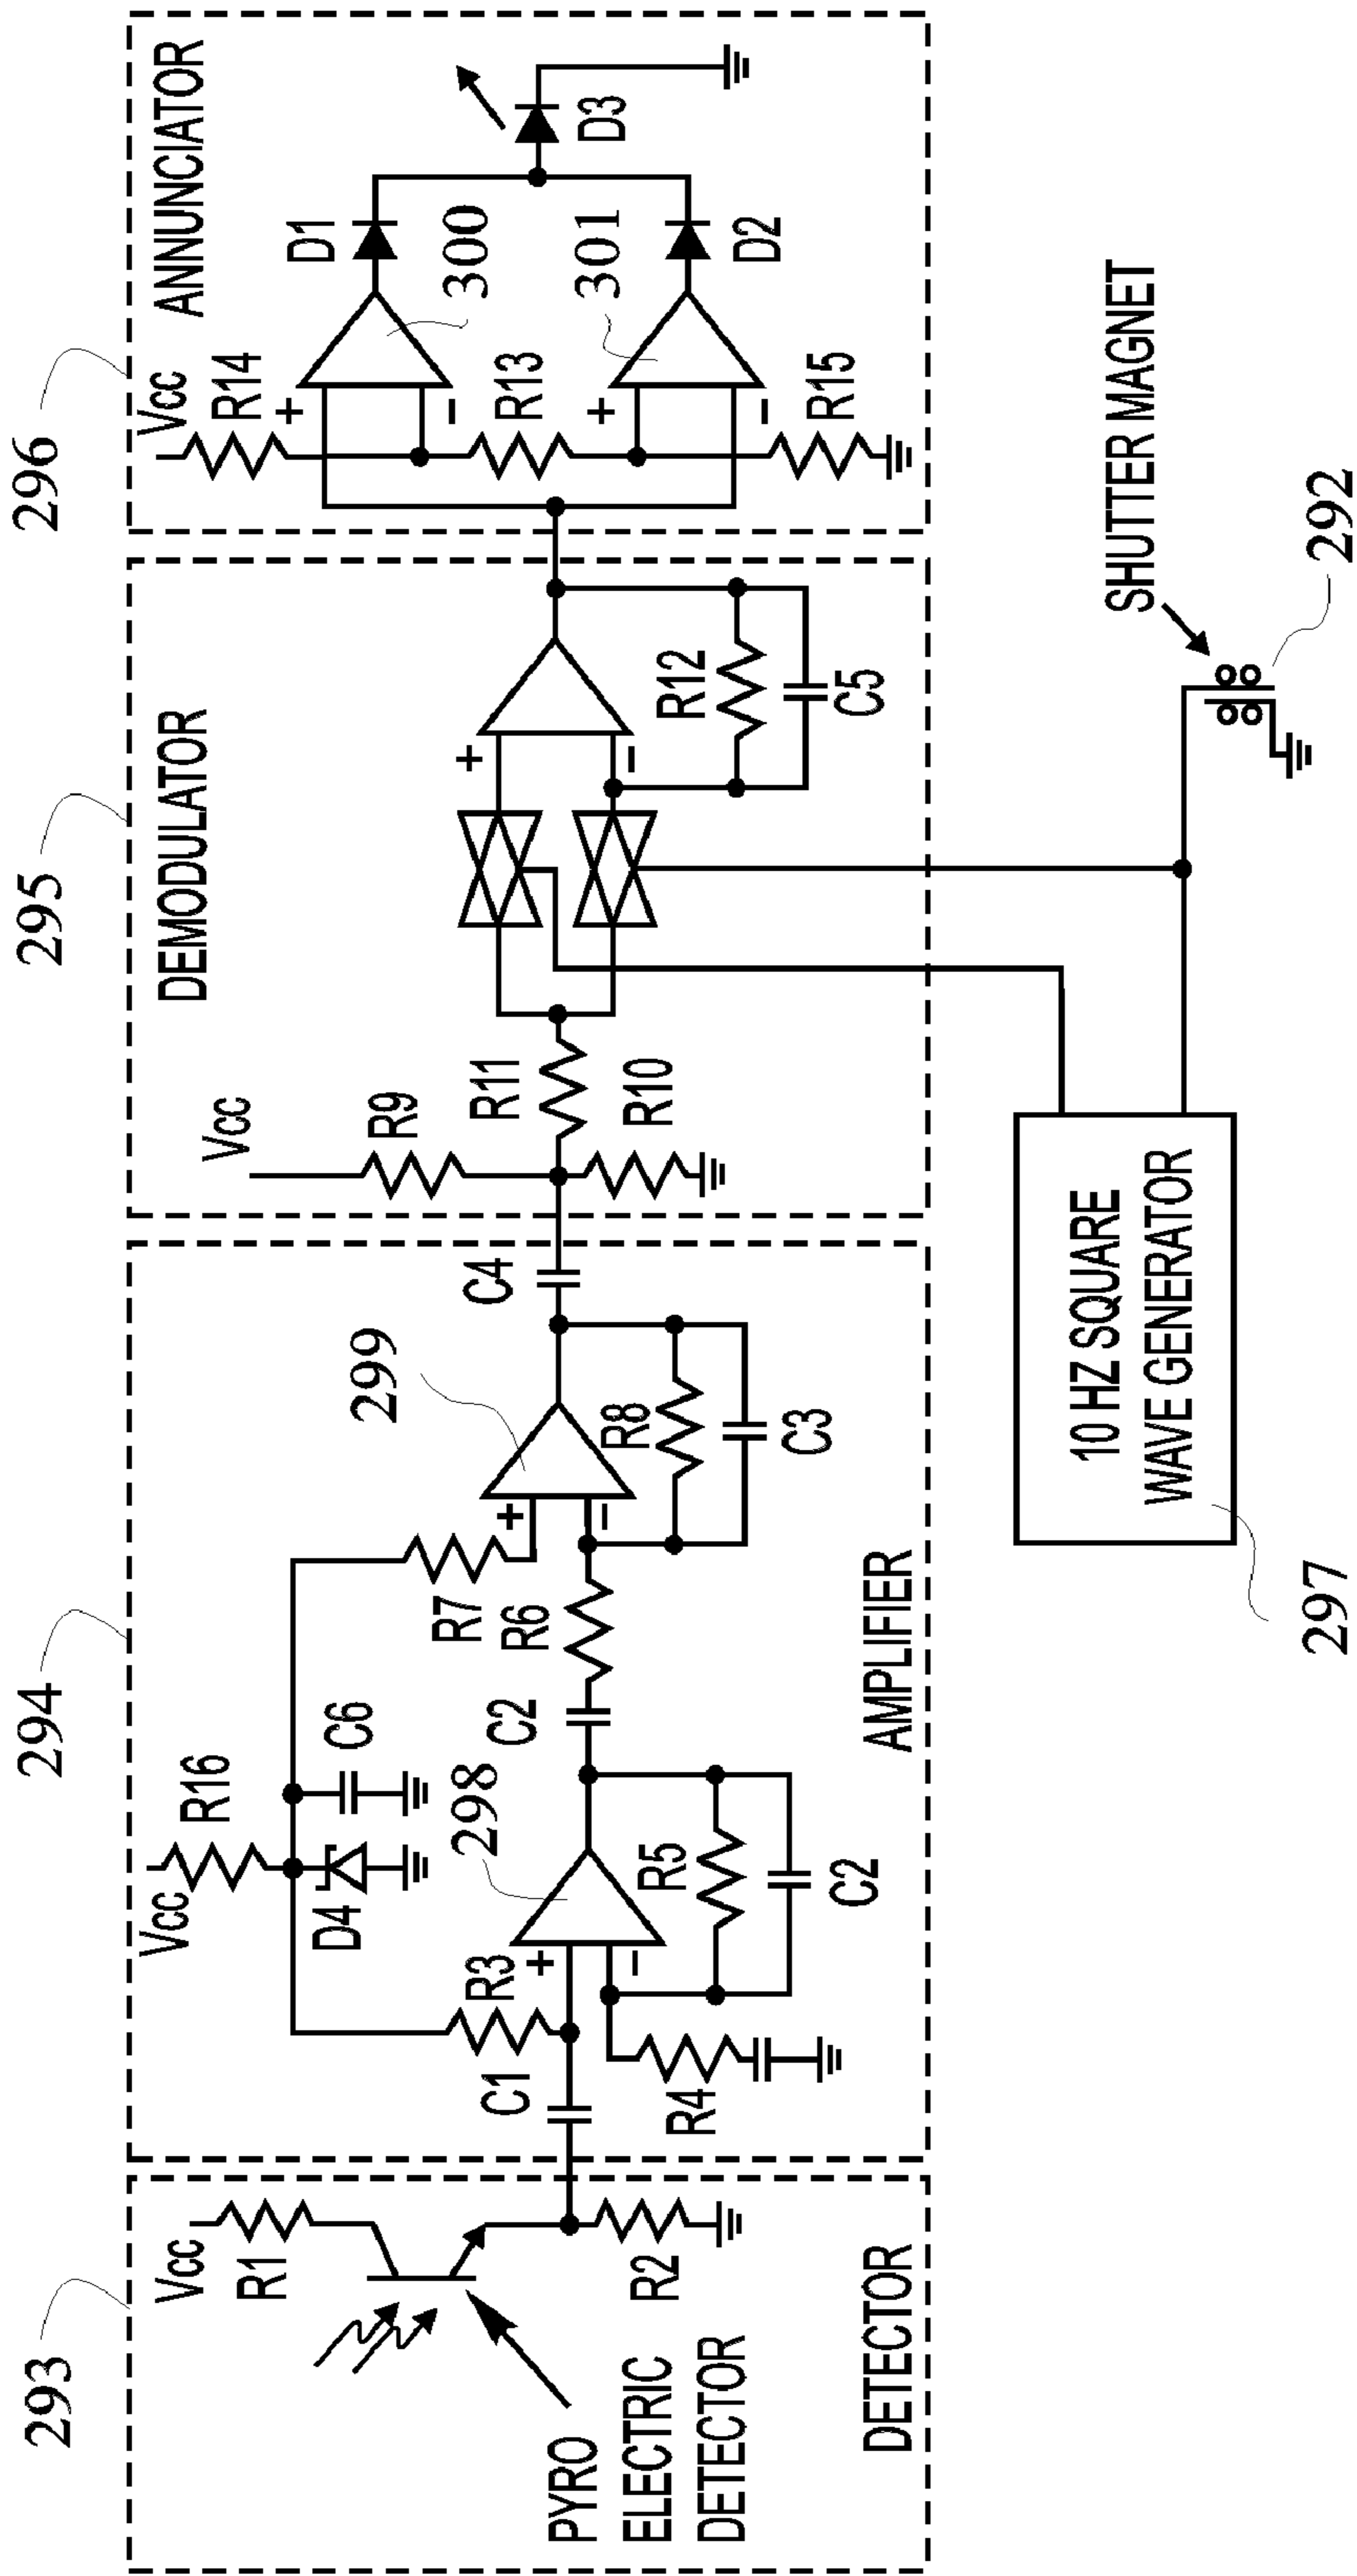 293
DETECTOR
Vcc
R1
R2
PYRO
ELECTRIC
DETECTOR
294
AMPLIFIER
Vcc
R16
D4
C6
R3
C1
R4
+
−
298
R5
C2
C2
R6
R7
+
−
299
R8
C3
C4
295
DEMODULATOR
Vcc
R9
R10
R11
+
−
R12
C5
296
ANNUNCIATOR
Vcc
R14
+
−
R13
+
−
R15
300
301
D1
D2
D3
10 HZ SQUARE
WAVE GENERATOR
297
SHUTTER MAGNET
292